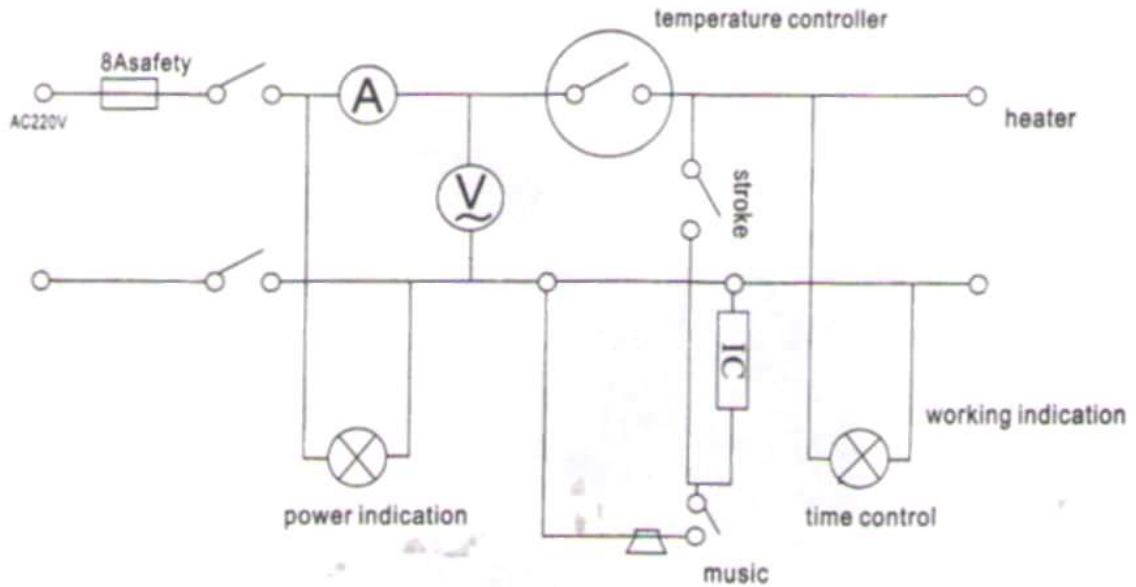 temperature controller
8Asafety
A
AC220V
heater
V
stroke
IC
working indication
power indication
time control
music